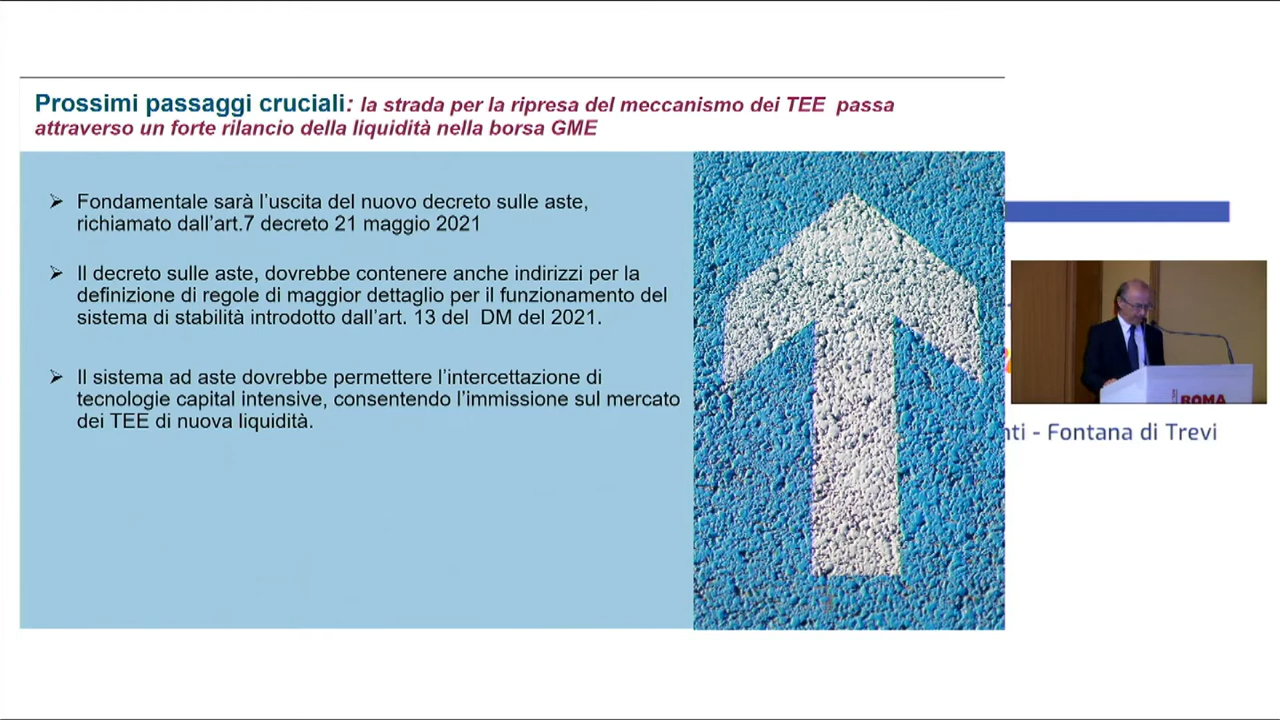 Prossimi passaggi cruciali: la strada per la ripresa del meccanismo dei TEE passa
attraverso un forte rilancio della liquidità nella borsa GME
➢ Fondamentale sarà l'uscita del nuovo decreto sulle aste,
richiamato dall'art.7 decreto 21 maggio 2021
➢ Il decreto sulle aste, dovrebbe contenere anche indirizzi per la
definizione di regole di maggior dettaglio per il funzionamento del
sistema di stabilità introdotto dall'art. 13 del DM del 2021.
➢ Il sistema ad aste dovrebbe permettere l'intercettazione di
tecnologie capital intensive, consentendo l'immissione sul mercato
dei TEE di nuova liquidità.
ROMA
nti - Fontana di Trevi